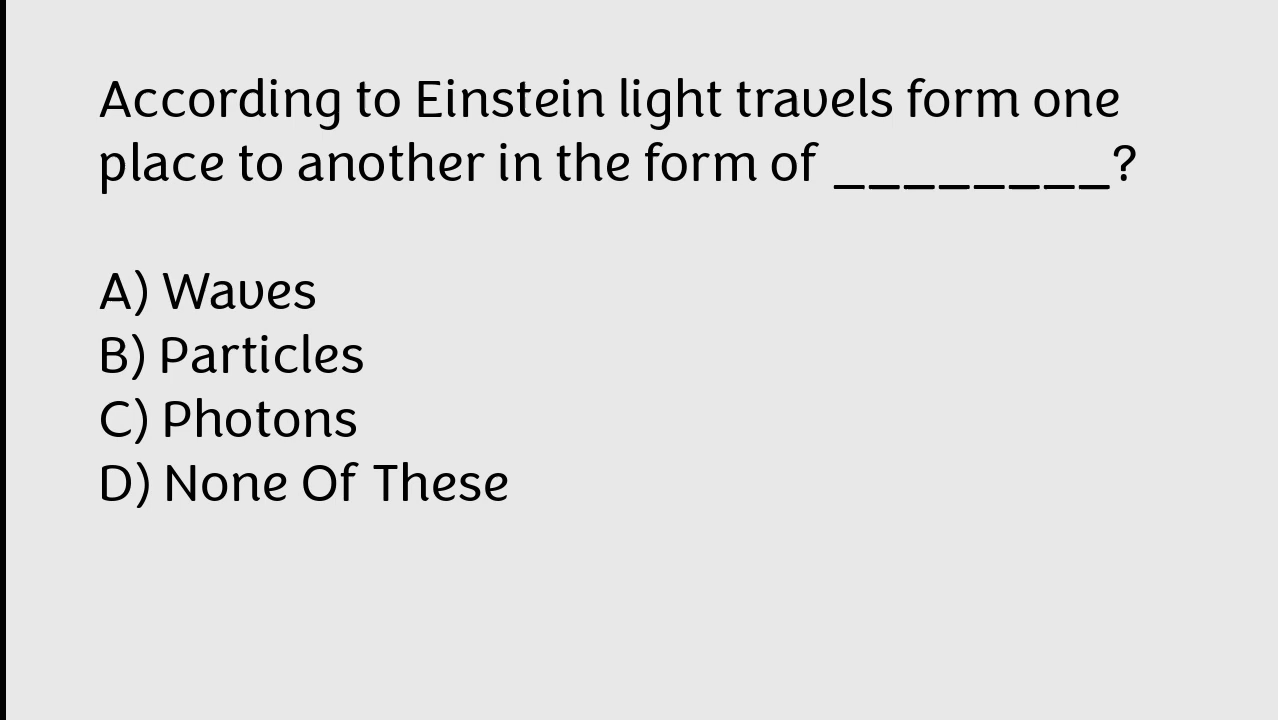 According to Einstein light travels form one
place to another in the form of ________?
A) Waves
B) Particles
C) Photons
D) None Of These